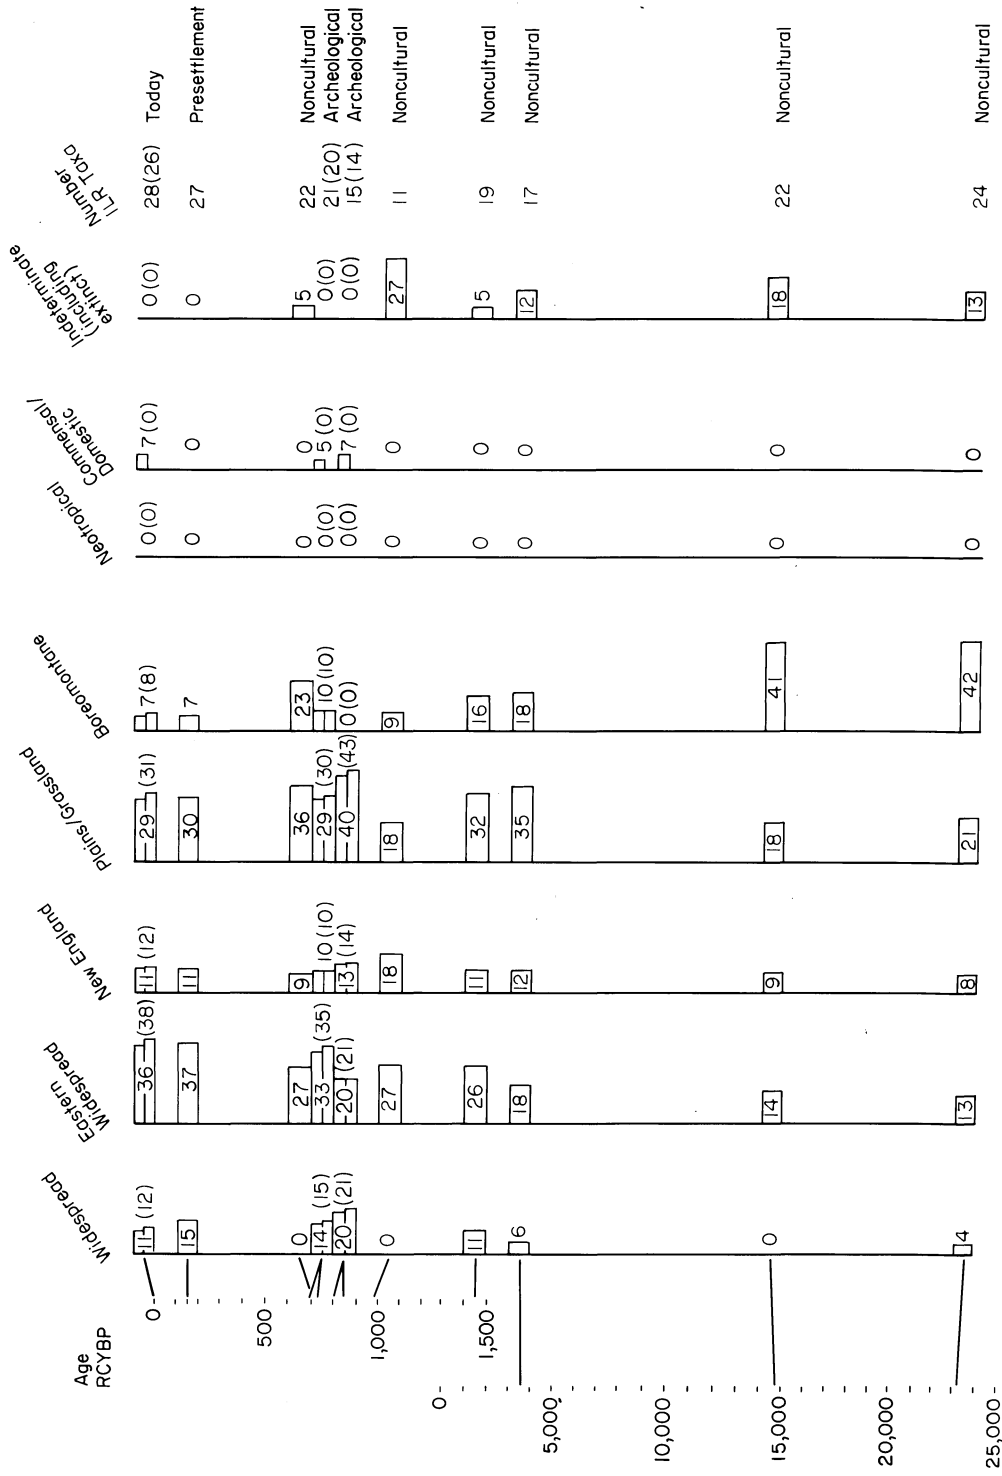 Age
RCYBP
Widespread
Eastern
Widespread
New England
Plains/Grassland
Boreomontane
Neotropical
Commensal/
Domestic
Indeterminate
(including
extinct)
Number
ILR Taxa
0
500
1,000
1,500
0
5,000
10,000
15,000
20,000
25,000
11 (12) 36 (38) 11 (12) 29 (31) 7(8) 0(0) 7(0) 0(0) 28(26) Today
15 37 11 30 7 0 0 0 27 Presettlement
0 27 9 36 23 0 0 5 22 Noncultural
14 (15) 33 (35) 10(10) 29 (30) 10(10) 0(0) 5(0) 0(0) 21(20) Archeological
20 (21) 20 (21) 13 (14) 40 (43) 0(0) 0(0) 7(0) 0(0) 15(14) Archeological
0 27 18 18 9 0 0 27 11 Noncultural
11 26 11 32 16 0 0 5 19 Noncultural
6 18 12 35 18 0 0 12 17 Noncultural
0 14 9 18 41 0 0 18 22 Noncultural
4 13 8 21 42 0 0 13 24 Noncultural